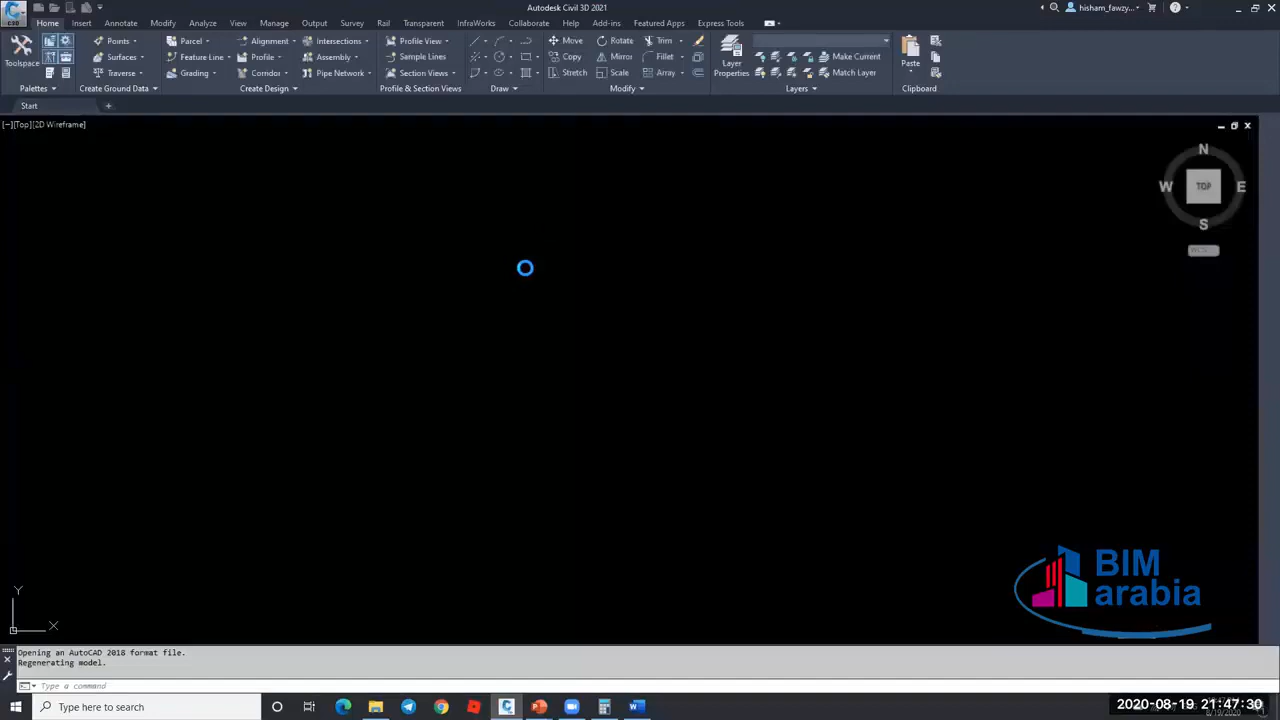 Autodesk Civil 3D 2021
hisham_fawzy...
Home Insert Annotate Modify Analyze View Manage Output Survey Rail Transparent InfraWorks Collaborate Help Add-ins Featured Apps Express Tools
Points Parcel Alignment Intersections Profile View Move Rotate Trim
Toolspace Surfaces Feature Line Profile Assembly Sample Lines Copy Mirror Fillet Layer Properties Make Current Paste
Traverse Grading Corridor Pipe Network Section Views Stretch Scale Array Match Layer
Palettes Create Ground Data Create Design Profile & Section Views Draw Modify Layers Clipboard
Start
[−][Top][2D Wireframe]
N
W TOP E
S
BIM
arabia
Y
X
Opening an AutoCAD 2018 format file.
Regenerating model.
Type a command
Type here to search
2020-08-19 21:47:30
8/19/2020